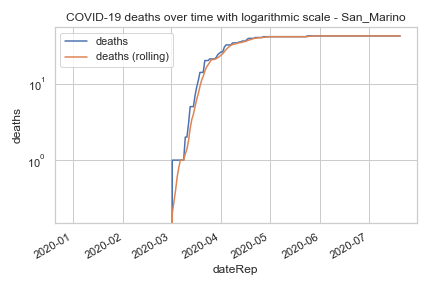 COVID-19 deaths over time with logarithmic scale - San_Marino
deaths
deaths (rolling)
10¹
10⁰
deaths
2020-01
2020-02
2020-03
2020-04
2020-05
2020-06
2020-07
dateRep